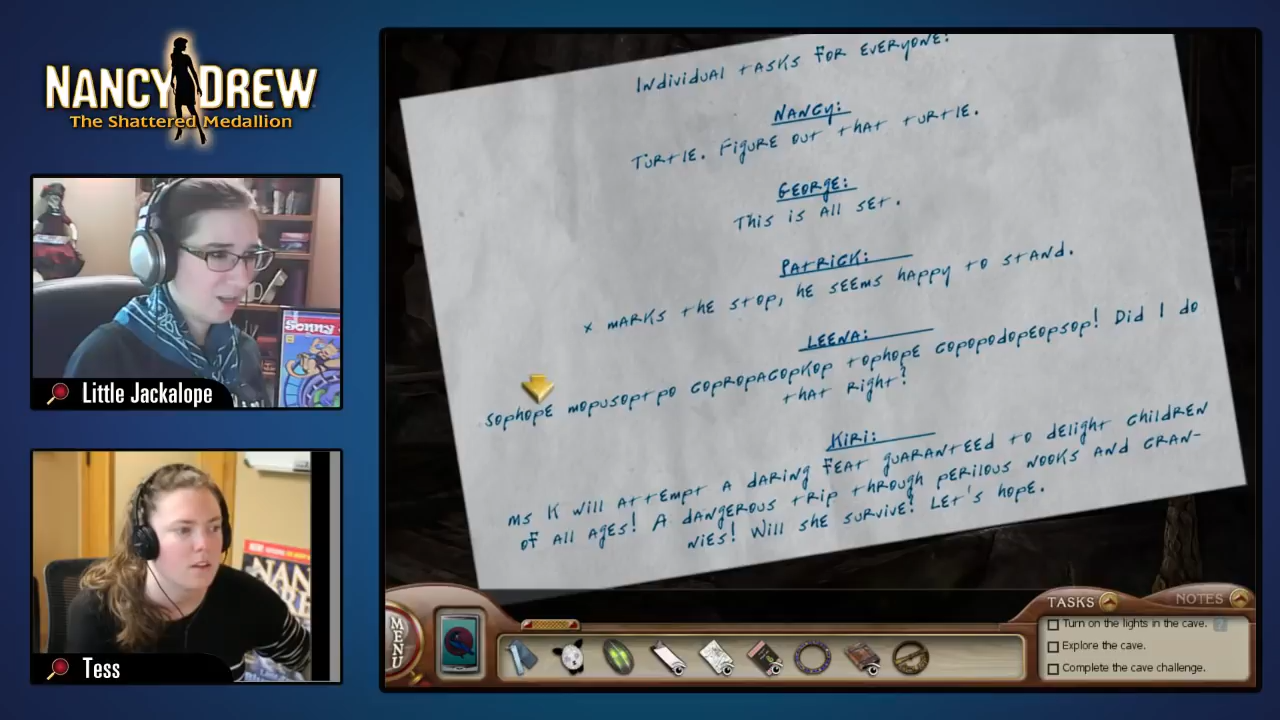 NANCY DREW
The Shattered Medallion
Little Jackalope
Tess
INDIVIDUAL TASKS FOR EVERYONE:
NANCY:
TURTLE. FIGURE OUT THAT TURTLE.
GEORGE:
THIS IS ALL SET.
PATRICK:
X MARKS THE STOP, HE SEEMS HAPPY TO STAND.
LEENA:
SOPHOPE MOPUSOPTPO COPROPACOPKOP TOPHOPE COPOPODOPEOPSOP! DID I DO
THAT RIGHT?
KIRI:
MS K WILL ATTEMPT A DARING FEAT GUARANTEED TO DELIGHT CHILDREN
OF ALL AGES! A DANGEROUS TRIP THROUGH PERILOUS NOOKS AND CRAN-
NIES! WILL SHE SURVIVE? LET'S HOPE.
Sonny
NAN
MENU
TASKS
NOTES
Turn on the lights in the cave. ?
Explore the cave.
Complete the cave challenge.